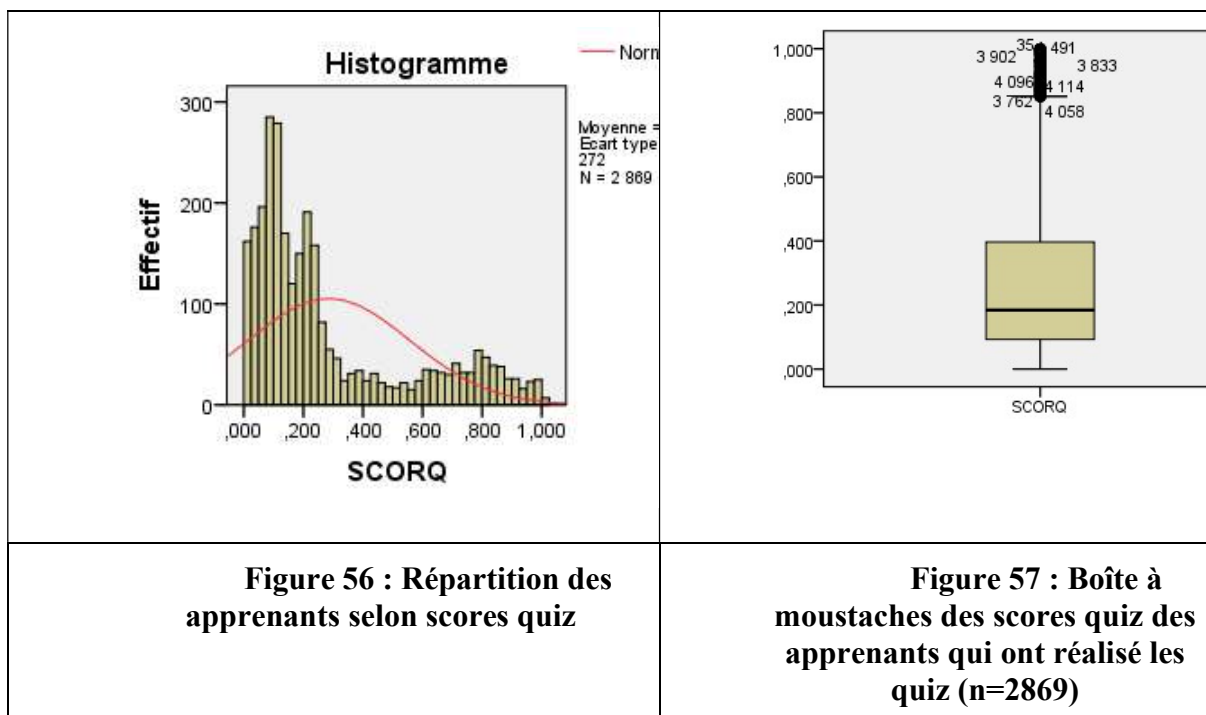 Histogramme
Norn
Moyenne =
Ecart type
272
N = 2 869
Effectif
300
200
100
0
,000 ,200 ,400 ,600 ,800 1,000
SCORQ
1,000
,800
,600
,400
,200
,000
35 491
3 902 3 833
4 096 4 114
3 762 4 058
SCORQ
Figure 56 : Répartition des
apprenants selon scores quiz
Figure 57 : Boîte à
moustaches des scores quiz des
apprenants qui ont réalisé les
quiz (n=2869)